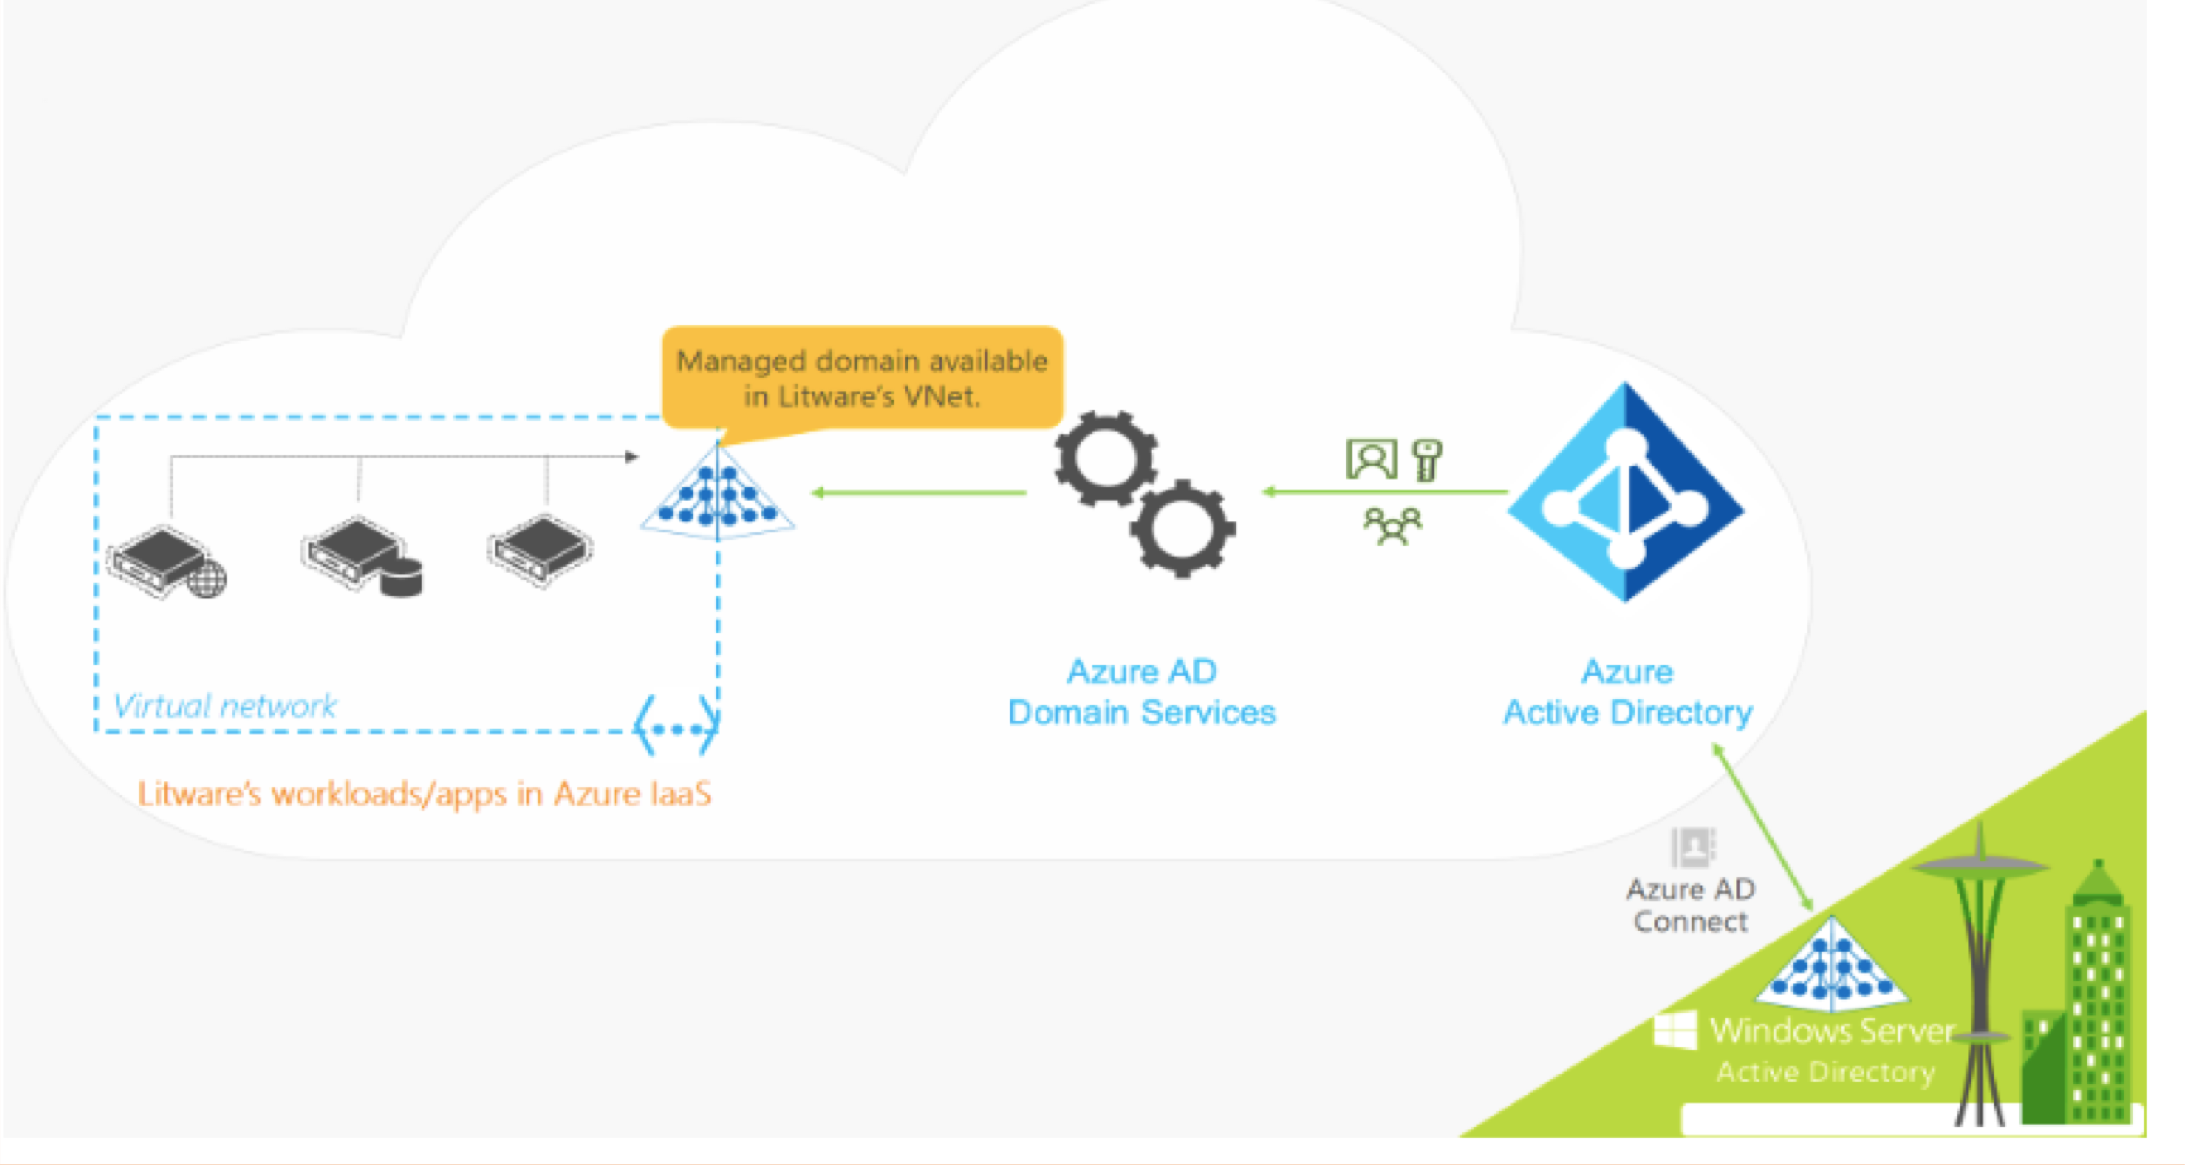 Managed domain available
in Litware's VNet.
Virtual network
Litware's workloads/apps in Azure IaaS
Azure AD
Domain Services
Azure
Active Directory
Azure AD
Connect
Windows Server
Active Directory